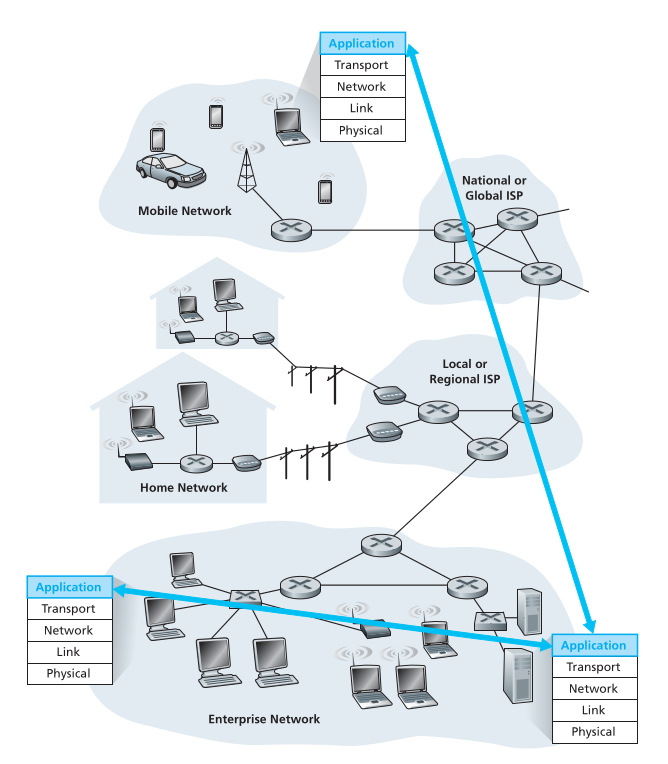 Application
Transport
Network
Link
Physical
National or
Global ISP
Mobile Network
Local or
Regional ISP
Home Network
Application
Transport
Network
Link
Physical
Application
Transport
Network
Link
Physical
Enterprise Network